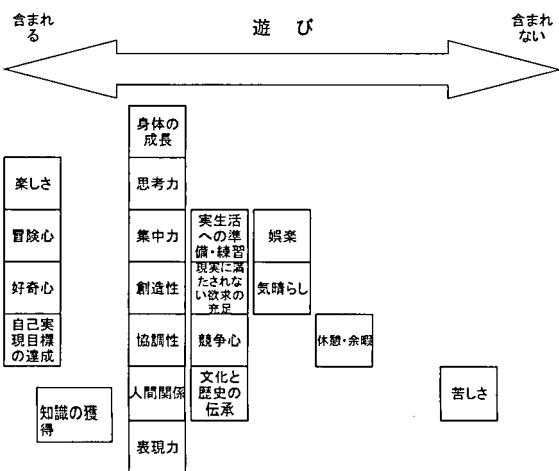 含まれ
る
遊 び
含まれ
ない
身体の
成長
楽しさ
思考力
冒険心
集中力
実生活
への準
備・練習
娯楽
好奇心
創造性
現実に満
たされな
い欲求の
充足
気晴らし
自己実
現目標
の達成
協調性
競争心
休憩・余暇
知識の獲
得
人間関係
文化と
歴史の
伝承
苦しさ
表現力